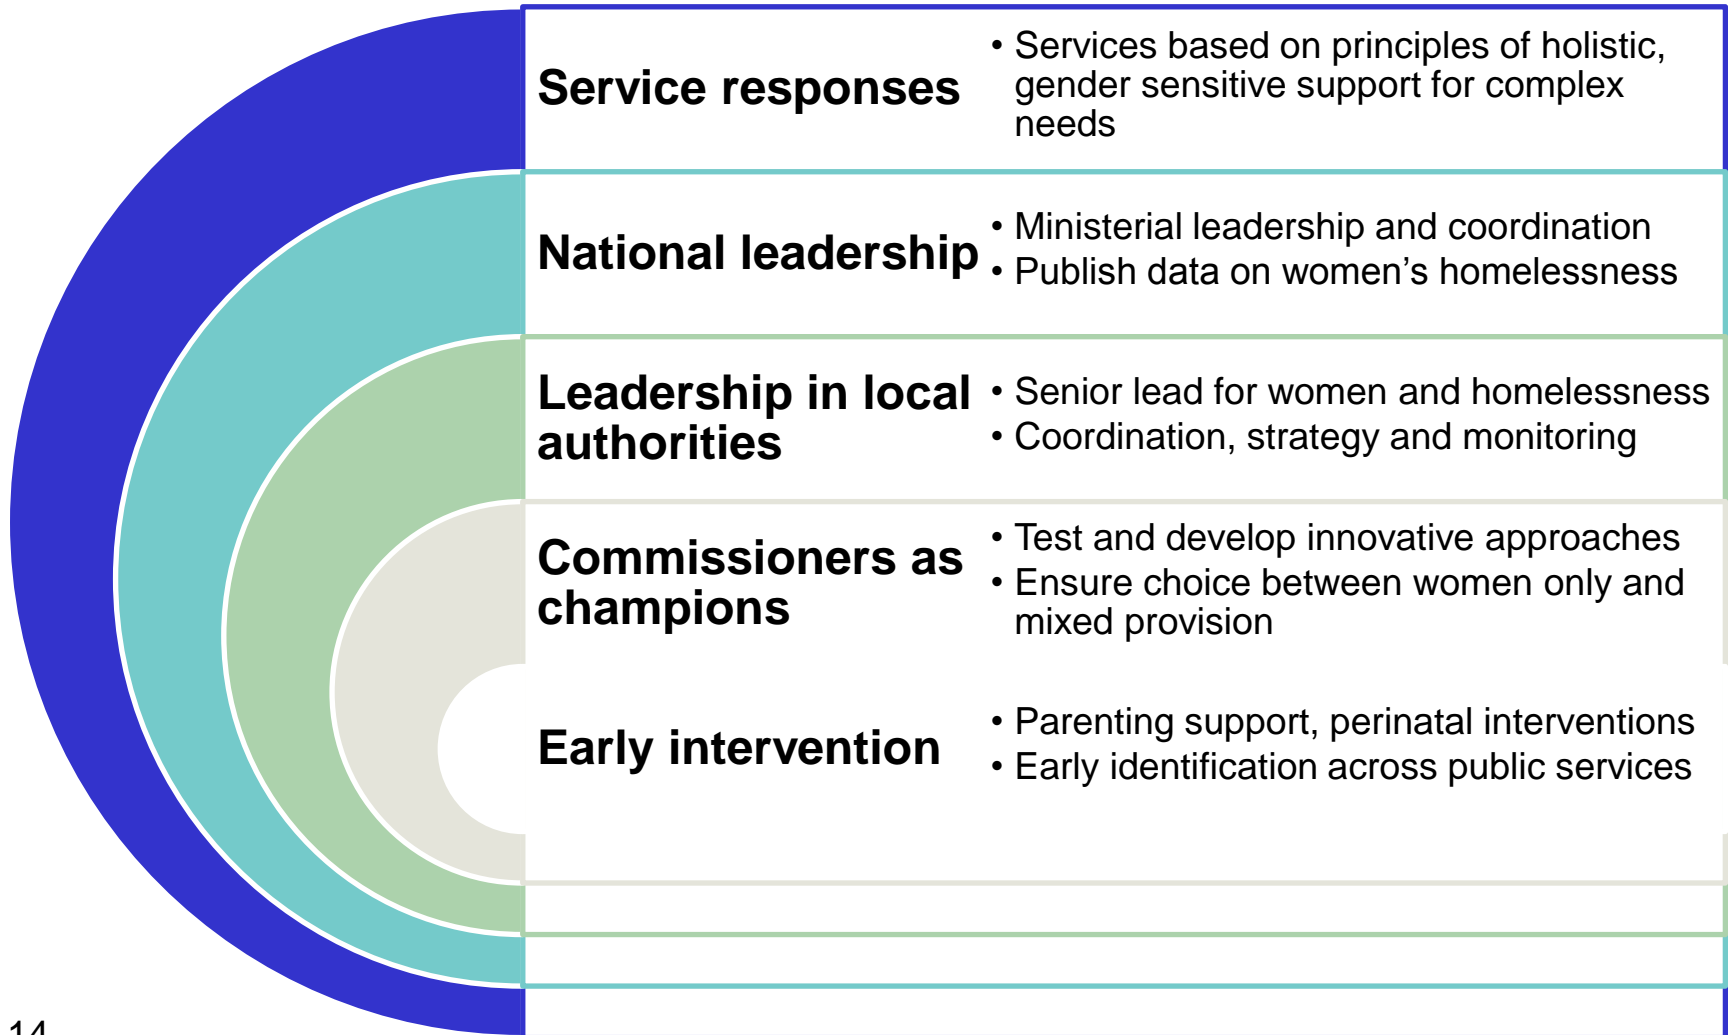 Service responses
• Services based on principles of holistic,
gender sensitive support for complex
needs
National leadership
• Ministerial leadership and coordination
• Publish data on women’s homelessness
Leadership in local
authorities
• Senior lead for women and homelessness
• Coordination, strategy and monitoring
Commissioners as
champions
• Test and develop innovative approaches
• Ensure choice between women only and
mixed provision
Early intervention
• Parenting support, perinatal interventions
• Early identification across public services
14